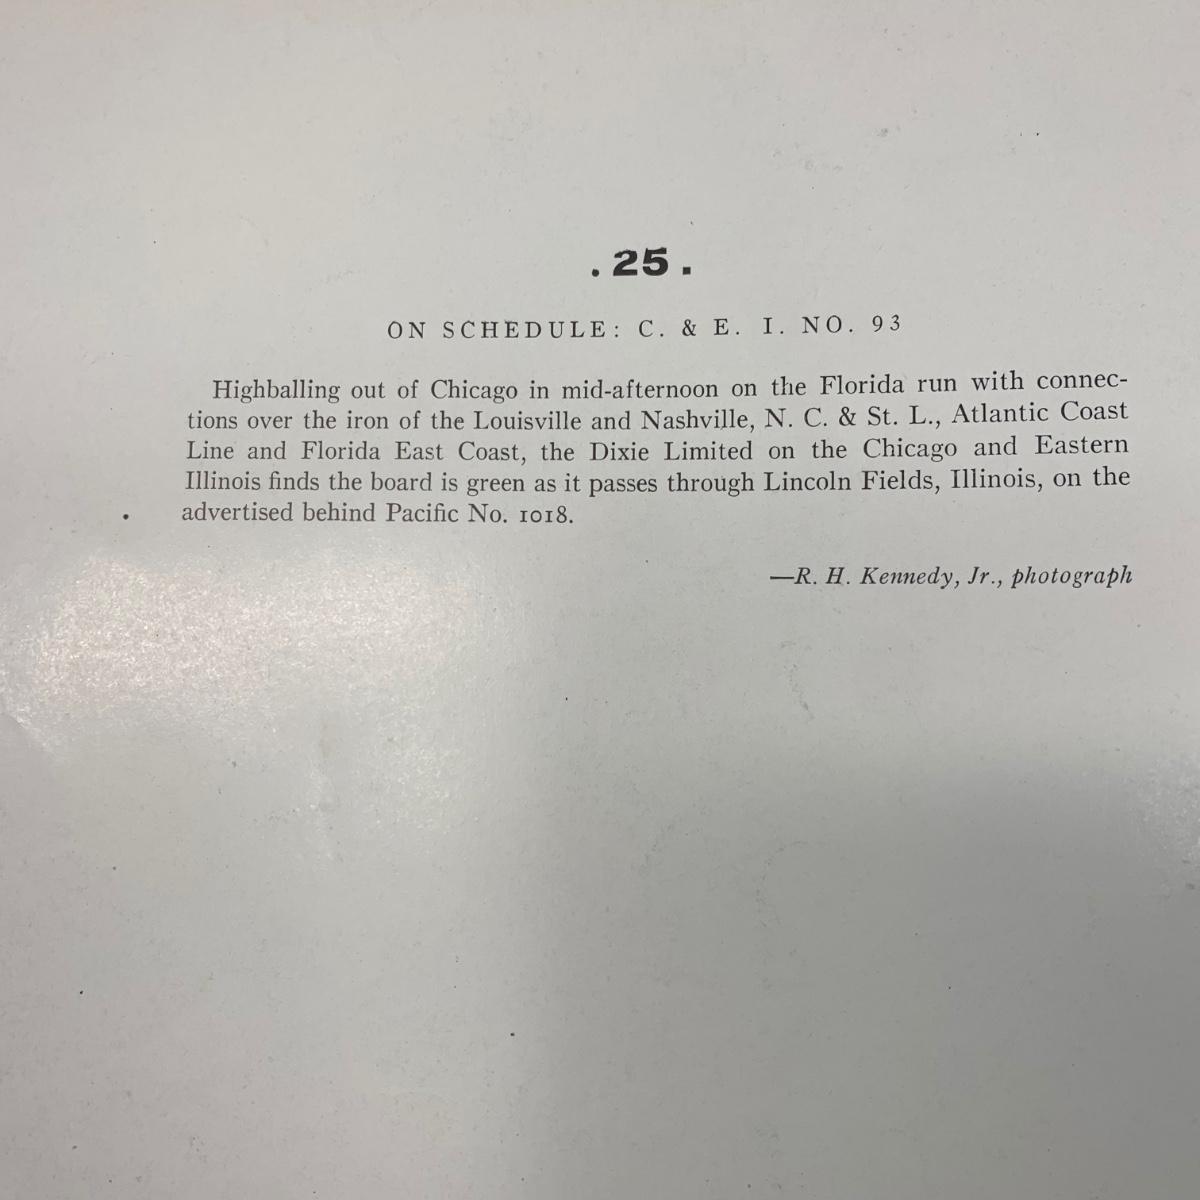 . 25 .
ON SCHEDULE: C. & E. I. NO. 93
Highballing out of Chicago in mid-afternoon on the Florida run with connec-
tions over the iron of the Louisville and Nashville, N. C. & St. L., Atlantic Coast
Line and Florida East Coast, the Dixie Limited on the Chicago and Eastern
Illinois finds the board is green as it passes through Lincoln Fields, Illinois, on the
advertised behind Pacific No. 1018.
—R. H. Kennedy, Jr., photograph